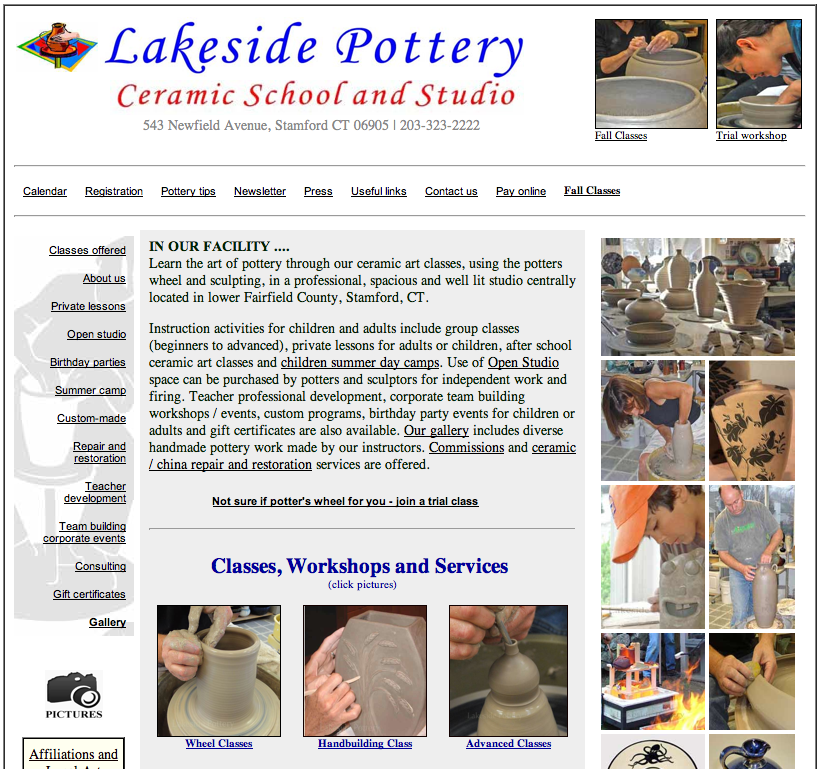 Lakeside Pottery
Ceramic School and Studio
543 Newfield Avenue, Stamford CT 06905 | 203-323-2222
Fall Classes
Trial workshop
Calendar Registration Pottery tips Newsletter Press Useful links Contact us Pay online Fall Classes
Classes offered
About us
Private lessons
Open studio
Birthday parties
Summer camp
Custom-made
Repair and
restoration
Teacher
development
Team building
corporate events
Consulting
Gift certificates
Gallery
PICTURES
Affiliations and
IN OUR FACILITY ....
Learn the art of pottery through our ceramic art classes, using the potters
wheel and sculpting, in a professional, spacious and well lit studio centrally
located in lower Fairfield County, Stamford, CT.
Instruction activities for children and adults include group classes
(beginners to advanced), private lessons for adults or children, after school
ceramic art classes and children summer day camps. Use of Open Studio
space can be purchased by potters and sculptors for independent work and
firing. Teacher professional development, corporate team building
workshops / events, custom programs, birthday party events for children or
adults and gift certificates are also available. Our gallery includes diverse
handmade pottery work made by our instructors. Commissions and ceramic
/ china repair and restoration services are offered.
Not sure if potter's wheel for you - join a trial class
Classes, Workshops and Services
(click pictures)
Wheel Classes
Handbuilding Class
Advanced Classes